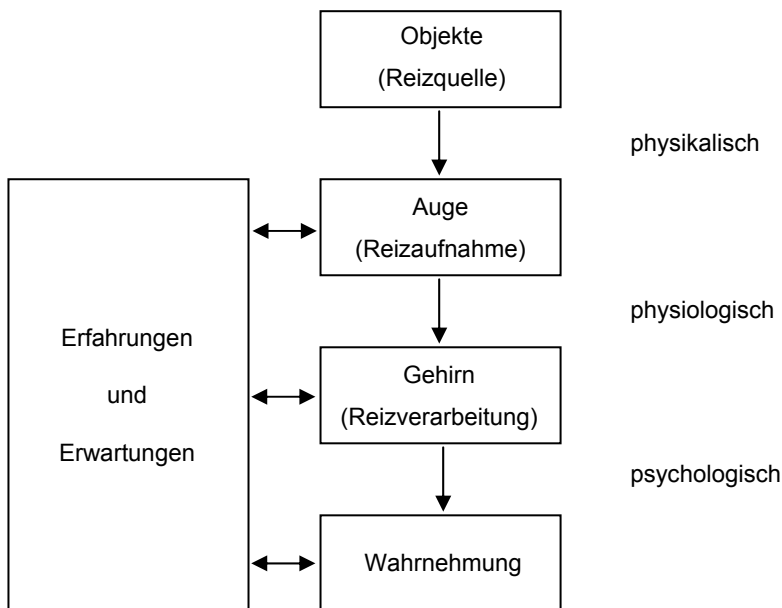 Objekte
(Reizquelle)
physikalisch
Auge
(Reizaufnahme)
physiologisch
Erfahrungen
und
Erwartungen
Gehirn
(Reizverarbeitung)
psychologisch
Wahrnehmung